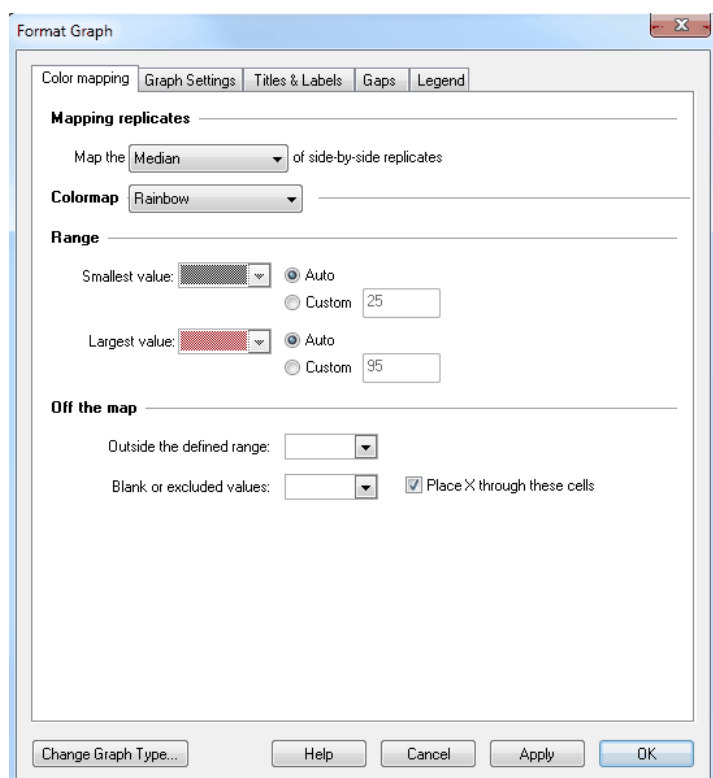 Format Graph
Color mapping Graph Settings Titles & Labels Gaps Legend
Mapping replicates
Map the Median of side-by-side replicates
Colormap Rainbow
Range
Smallest value: Auto
Custom 25
Largest value: Auto
Custom 95
Off the map
Outside the defined range:
Blank or excluded values: Place X through these cells
Change Graph Type... Help Cancel Apply OK